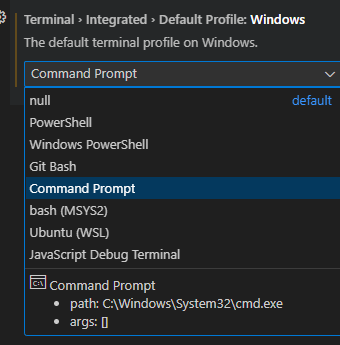 Terminal › Integrated › Default Profile: Windows
The default terminal profile on Windows.
Command Prompt
null default
PowerShell
Windows PowerShell
Git Bash
Command Prompt
bash (MSYS2)
Ubuntu (WSL)
JavaScript Debug Terminal
C:\ Command Prompt
• path: C:\Windows\System32\cmd.exe
• args: []